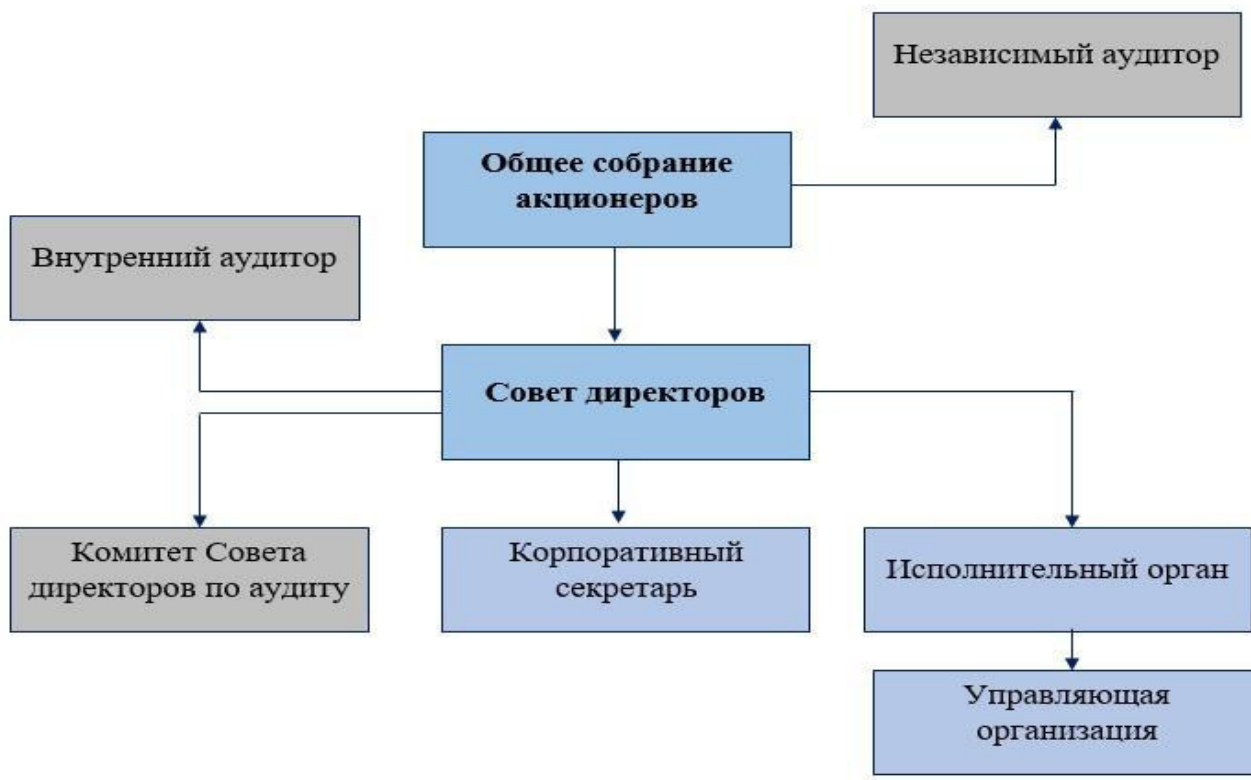 Независимый аудитор
Общее собрание
акционеров
Внутренний аудитор
Совет директоров
Комитет Совета
директоров по аудиту
Корпоративный
секретарь
Исполнительный орган
Управляющая
организация